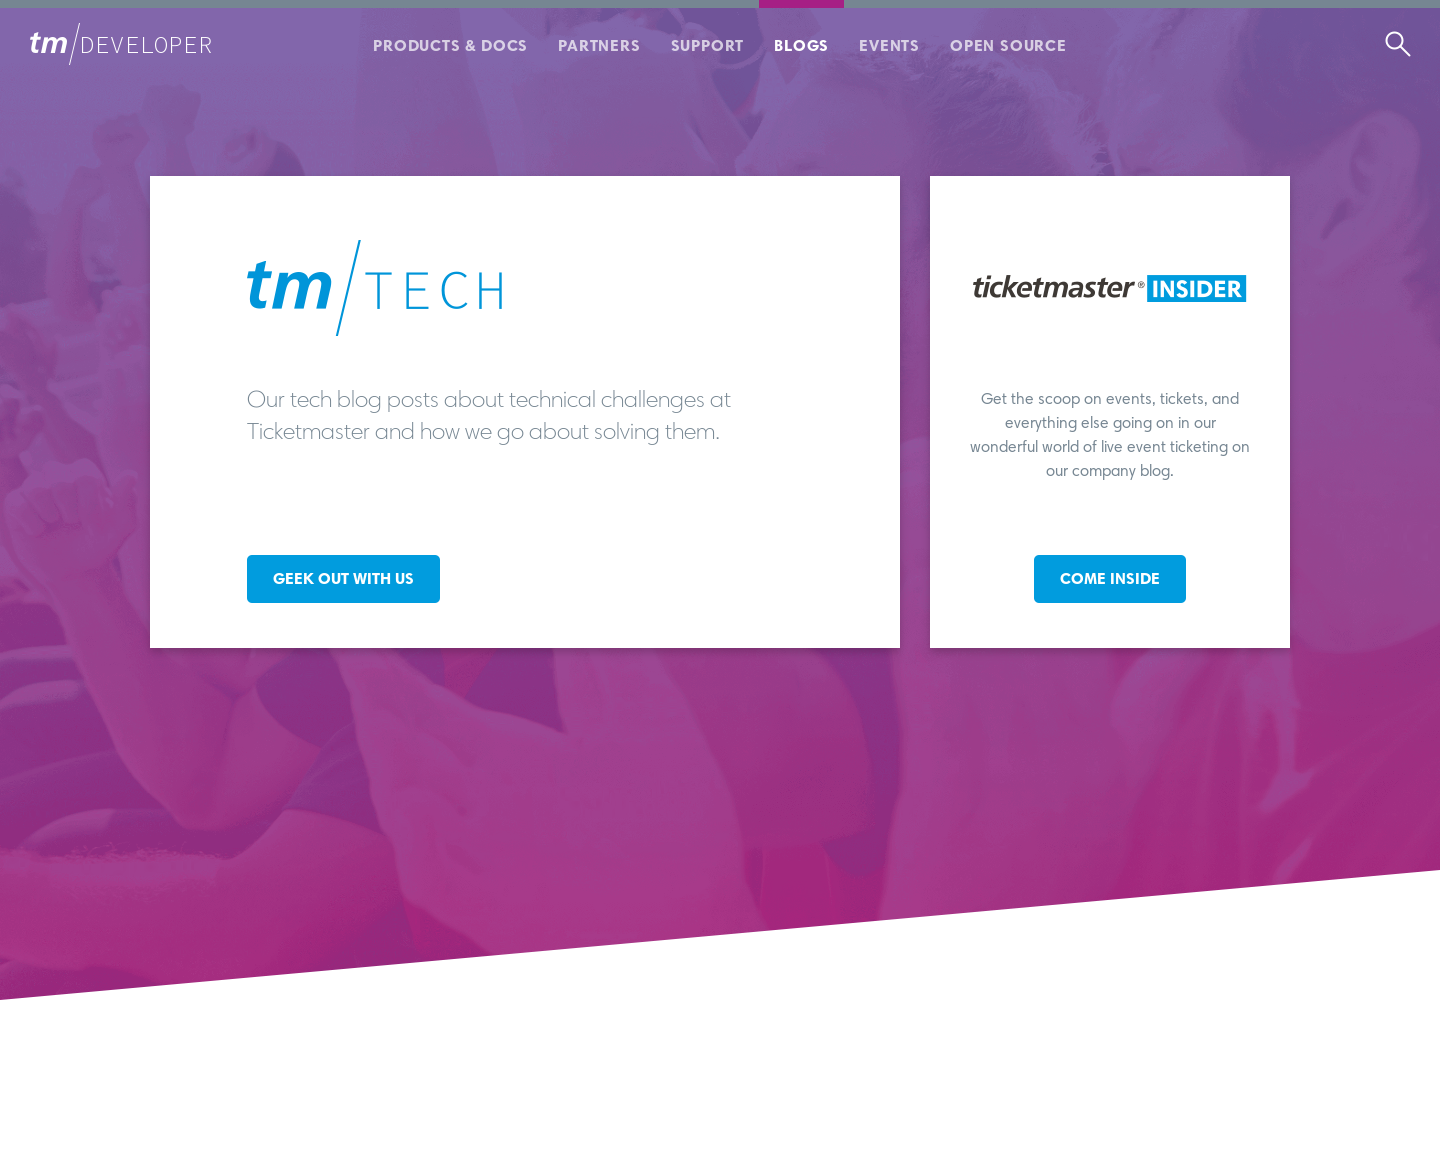 tm/DEVELOPER
PRODUCTS & DOCS
PARTNERS
SUPPORT
BLOGS
EVENTS
OPEN SOURCE
tm/TECH
Our tech blog posts about technical challenges at
Ticketmaster and how we go about solving them.
GEEK OUT WITH US
ticketmaster® INSIDER
Get the scoop on events, tickets, and
everything else going on in our
wonderful world of live event ticketing on
our company blog.
COME INSIDE